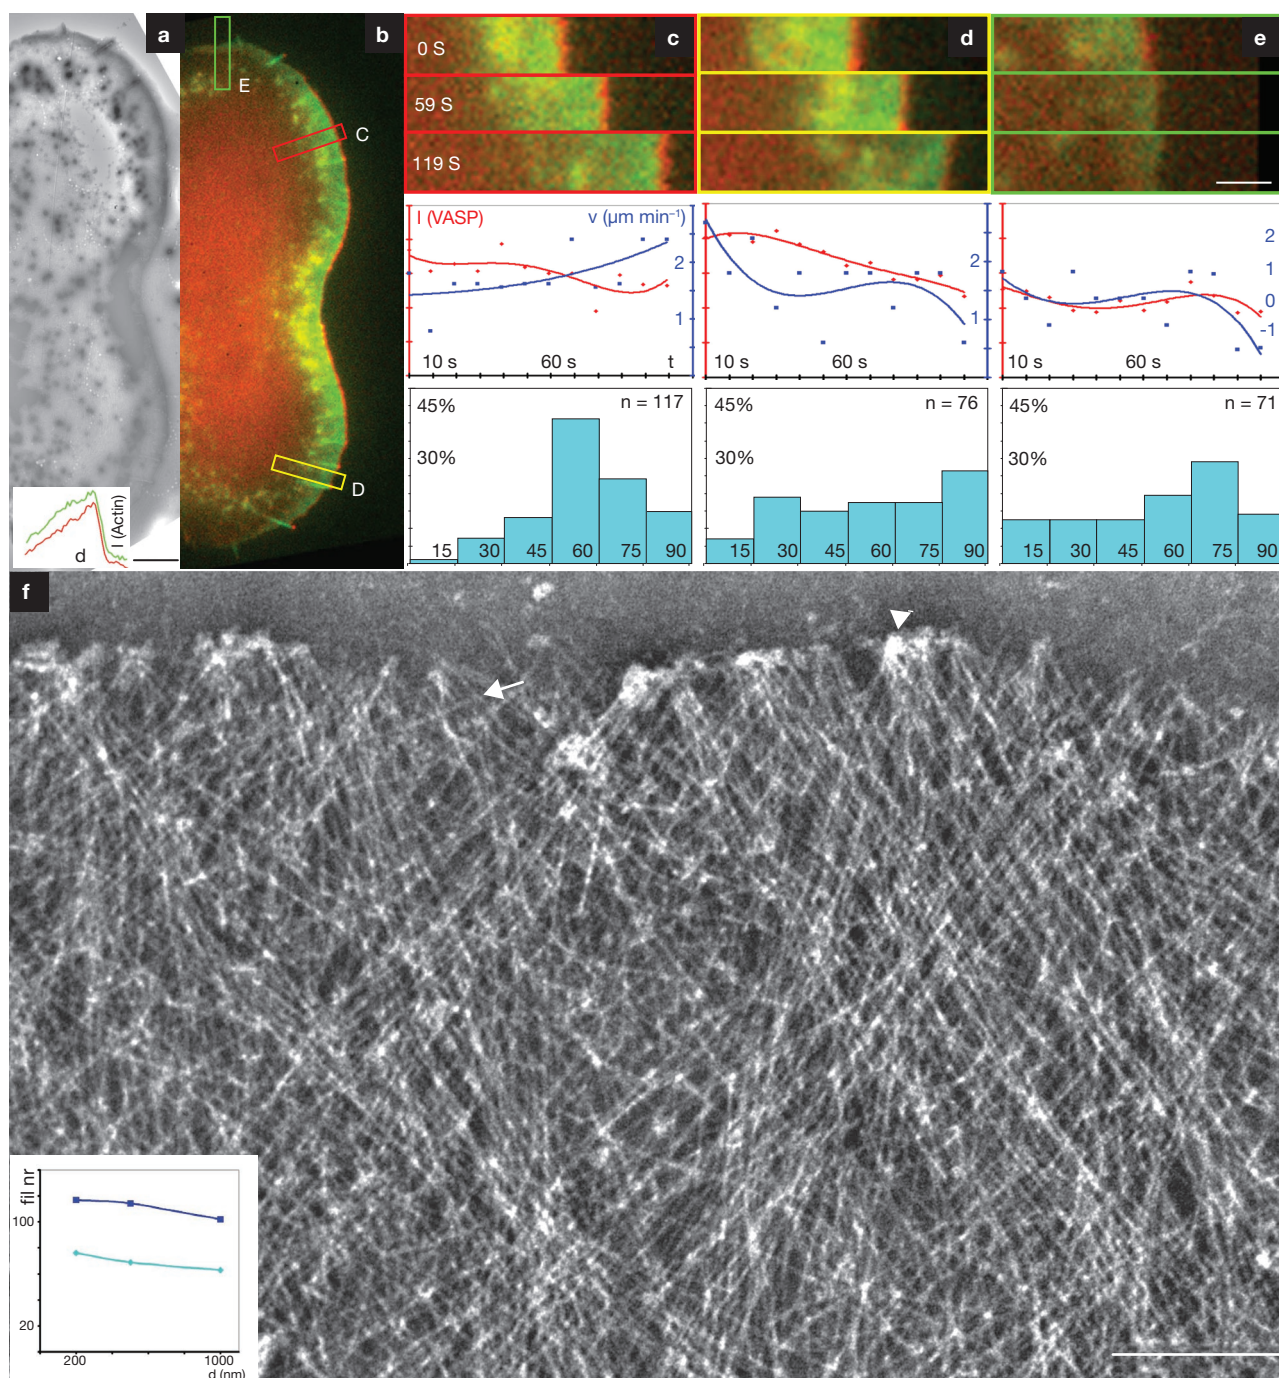 a
b
c
d
e
E
C
D
0 S
59 S
119 S
I (VASP)
v (µm min⁻¹)
2
1
10 s
60 s
t
2
1
10 s
60 s
2
1
0
-1
10 s
60 s
45%
30%
n = 117
15 30 45 60 75 90
45%
30%
n = 76
15 30 45 60 75 90
45%
30%
n = 71
15 30 45 60 75 90
I (Actin)
d
f
fil nr
100
20
200
1000
d (nm)